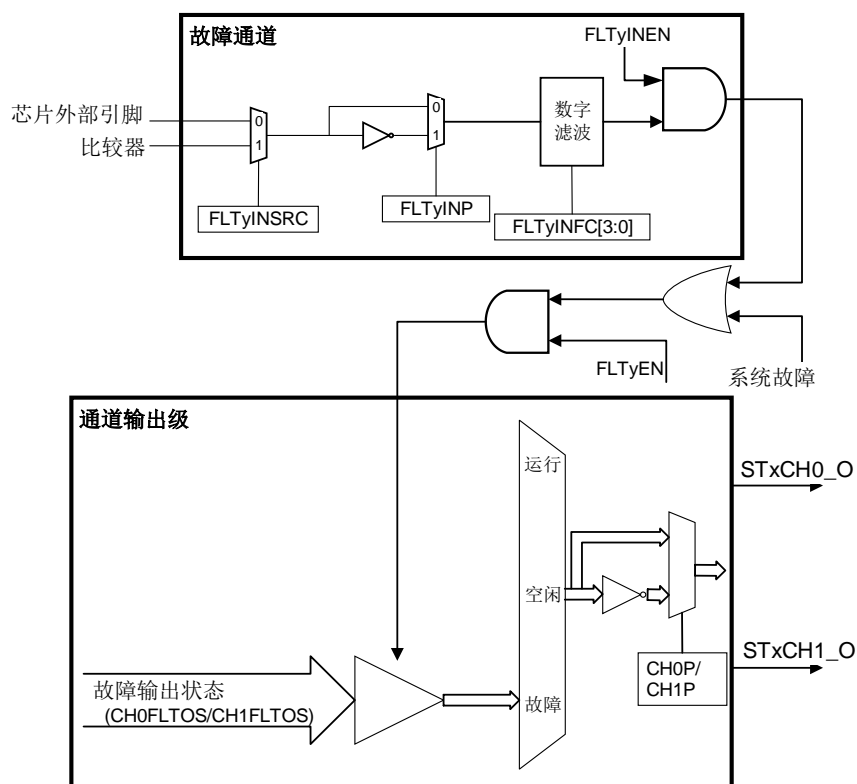 故障通道
FLTyINEN
芯片外部引脚
比较器
0
1
0
1
数字
滤波
FLTyINSRC
FLTyINP
FLTyINFC[3:0]
FLTyEN
系统故障
通道输出级
运行
STxCH0_O
空闲
STxCH1_O
CH0P/
CH1P
故障输出状态
(CH0FLTOS/CH1FLTOS)
故障